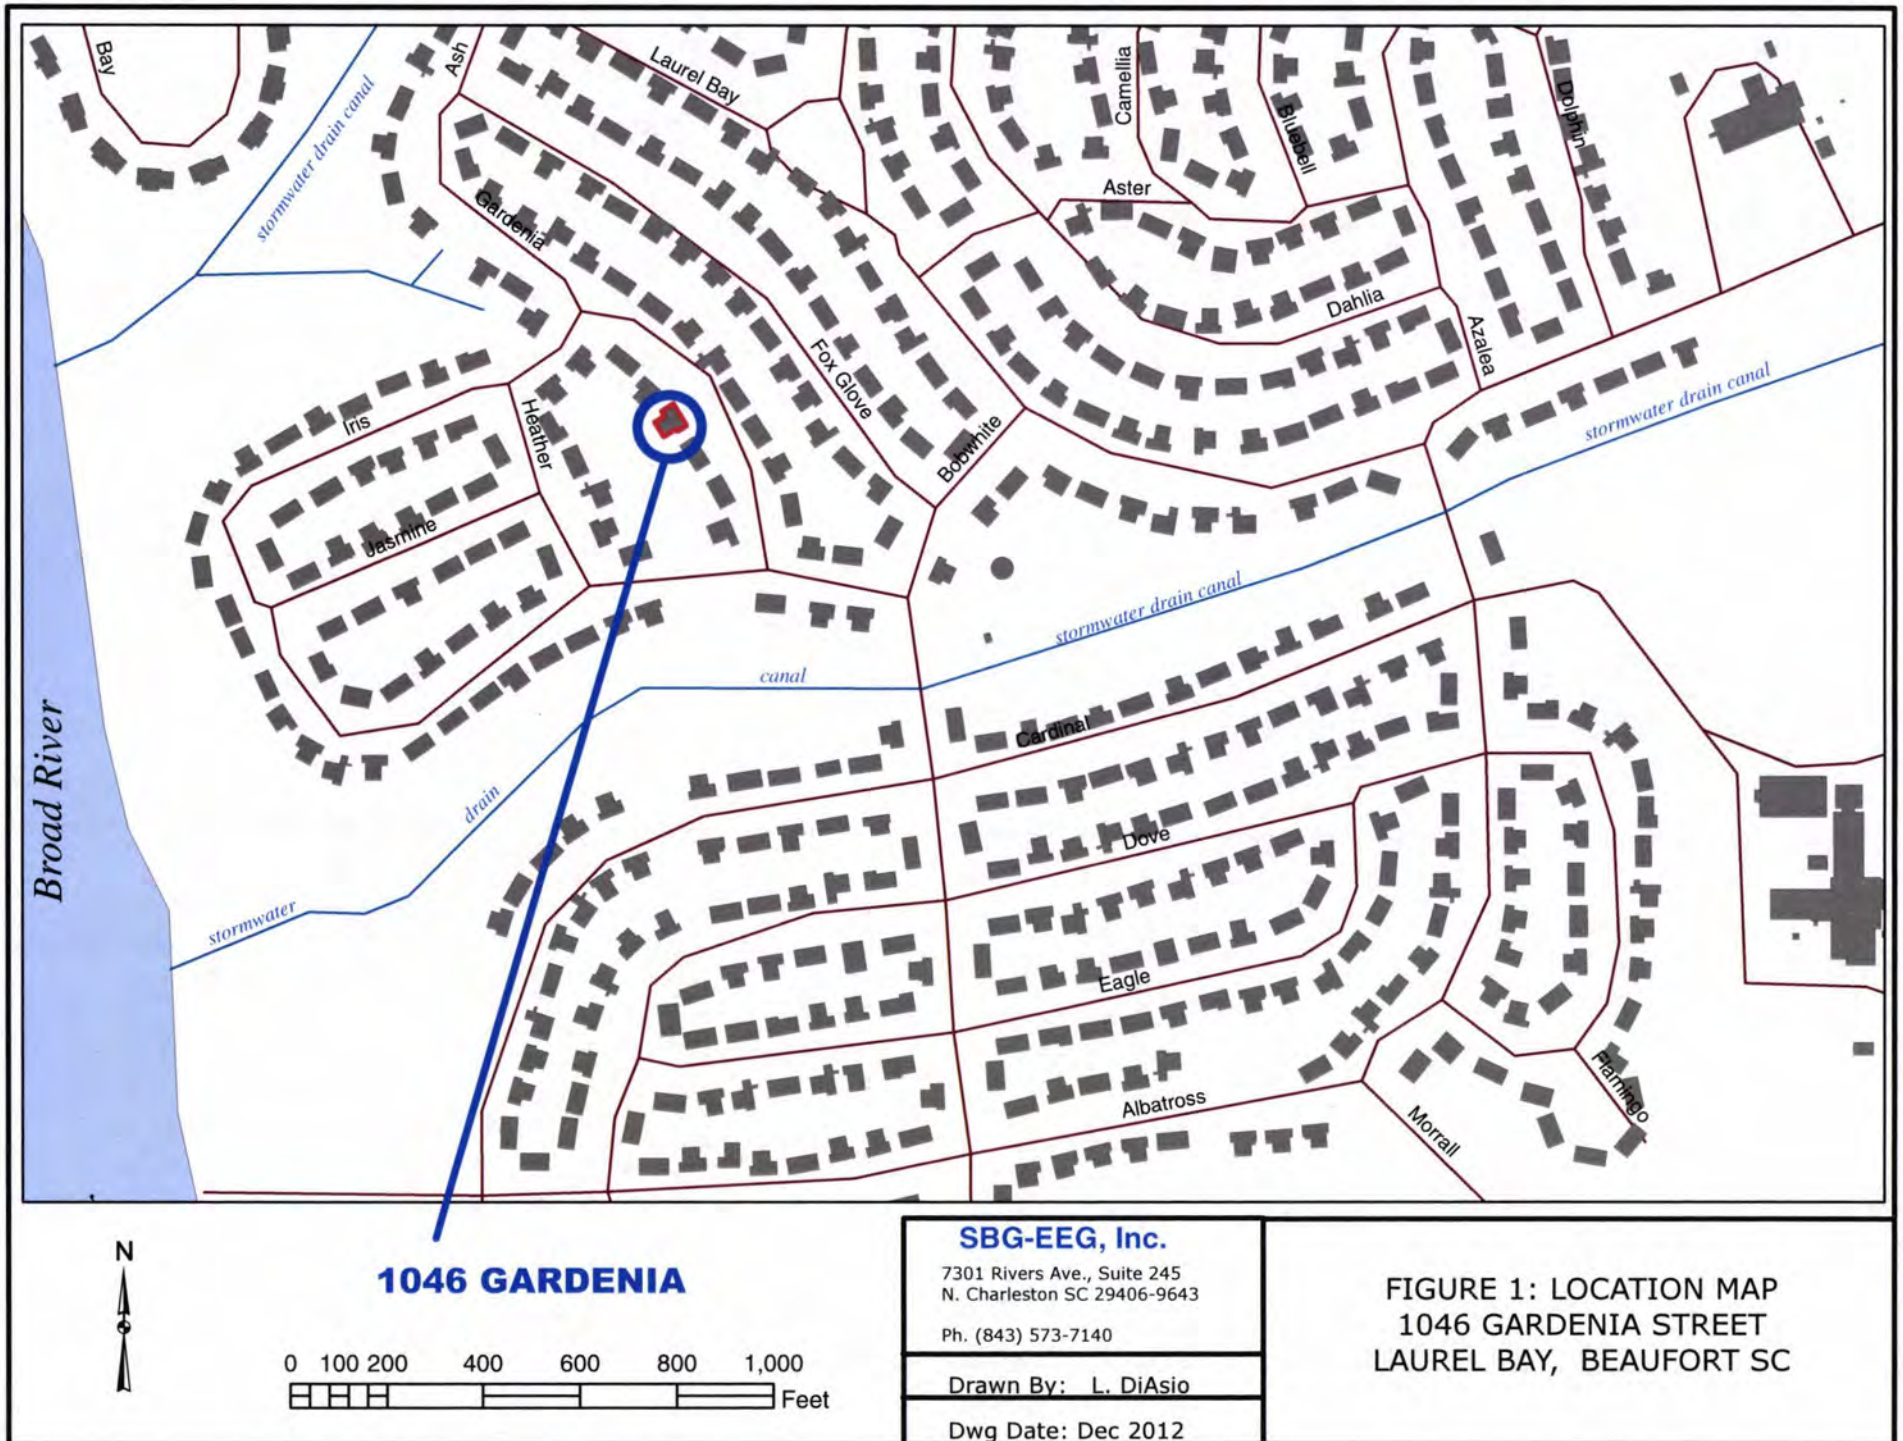 Bay
Ash
Laurel Bay
Camellia
Bluebell
Dolphin
stormwater drain canal
Gardenia
Aster
Dahlia
Azalea
Fox Glove
Iris
Heather
Bobwhite
stormwater drain canal
Jasmine
stormwater drain canal
canal
Broad River
Cardinal
drain
Dove
stormwater
Eagle
Albatross
Flamingo
Morrall
N
1046 GARDENIA
0 100 200 400 600 800 1,000
Feet
SBG-EEG, Inc.
7301 Rivers Ave., Suite 245
N. Charleston SC 29406-9643
Ph. (843) 573-7140
Drawn By: L. DiAsio
Dwg Date: Dec 2012
FIGURE 1: LOCATION MAP
1046 GARDENIA STREET
LAUREL BAY, BEAUFORT SC